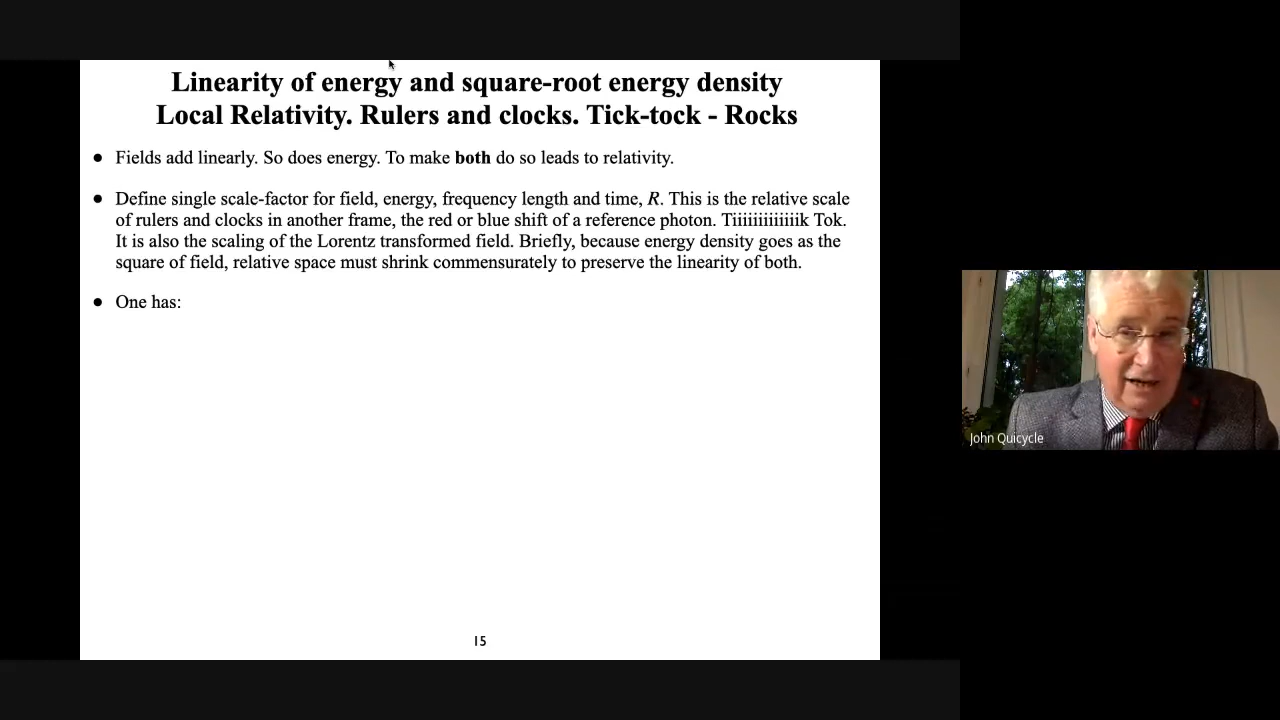 Linearity of energy and square-root energy density
Local Relativity. Rulers and clocks. Tick-tock - Rocks
● Fields add linearly. So does energy. To make both do so leads to relativity.
● Define single scale-factor for field, energy, frequency length and time, R. This is the relative scale
of rulers and clocks in another frame, the red or blue shift of a reference photon. Tiiiiiiiiiiiik Tok.
It is also the scaling of the Lorentz transformed field. Briefly, because energy density goes as the
square of field, relative space must shrink commensurately to preserve the linearity of both.
● One has:
15
John Quicycle